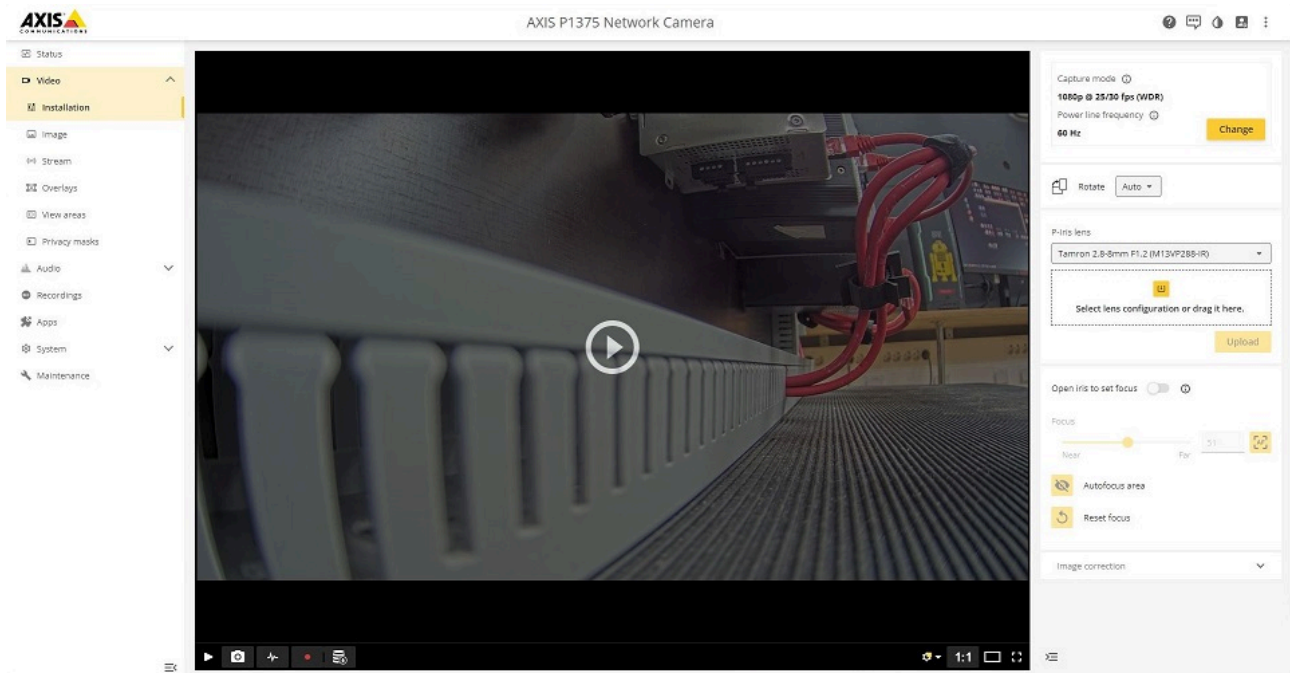 AXIS
COMMUNICATIONS
AXIS P1375 Network Camera
Status
Video
Installation
Image
Stream
Overlays
View areas
Privacy masks
Audio
Recordings
Apps
System
Maintenance
Capture mode
1080p @ 25/30 fps (WDR)
Power line frequency
60 Hz
Change
Rotate
Auto
P-Iris lens
Tamron 2.8-8mm F1.2 (M13VP288-IR)
Select lens configuration or drag it here.
Upload
Open iris to set focus
Focus
Near
Far
AF
Autofocus area
Reset focus
Image correction
1:1